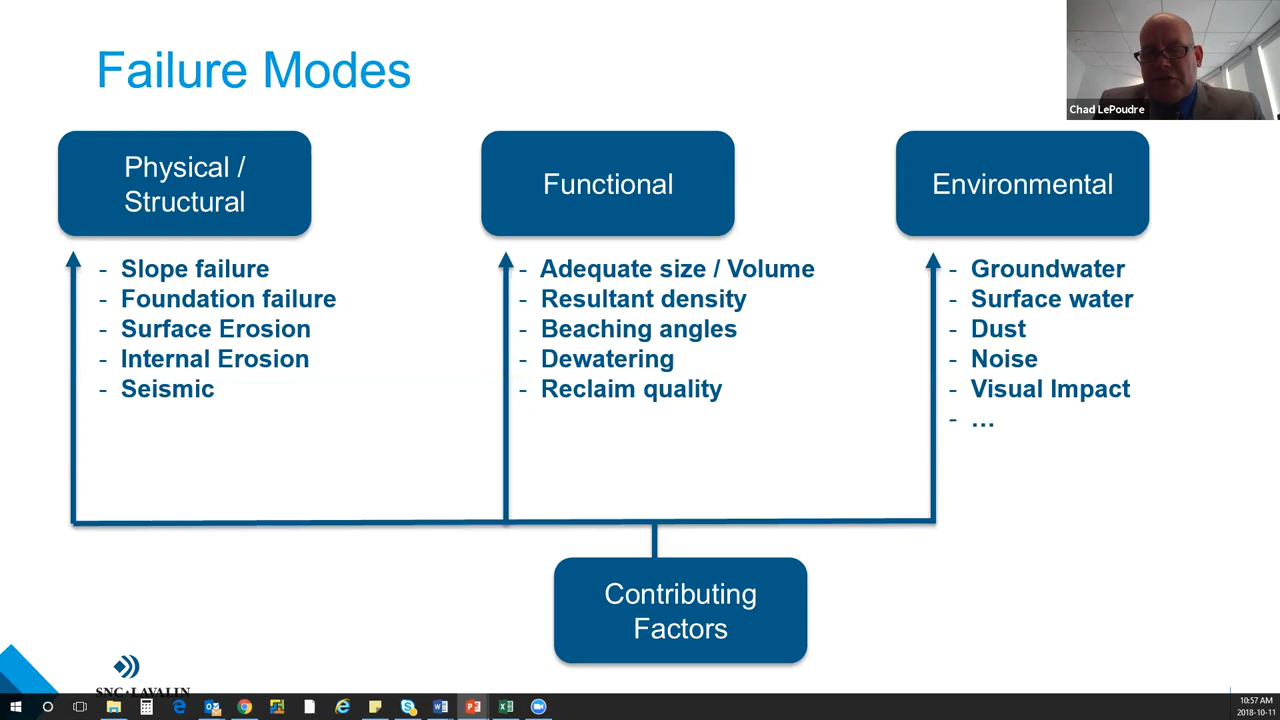 Failure Modes
Chad LePoudre
Physical /
Structural
- Slope failure
- Foundation failure
- Surface Erosion
- Internal Erosion
- Seismic
Functional
- Adequate size / Volume
- Resultant density
- Beaching angles
- Dewatering
- Reclaim quality
Environmental
- Groundwater
- Surface water
- Dust
- Noise
- Visual Impact
- ...
Contributing
Factors
SNC•LAVALIN
10:57 AM
2018-10-11